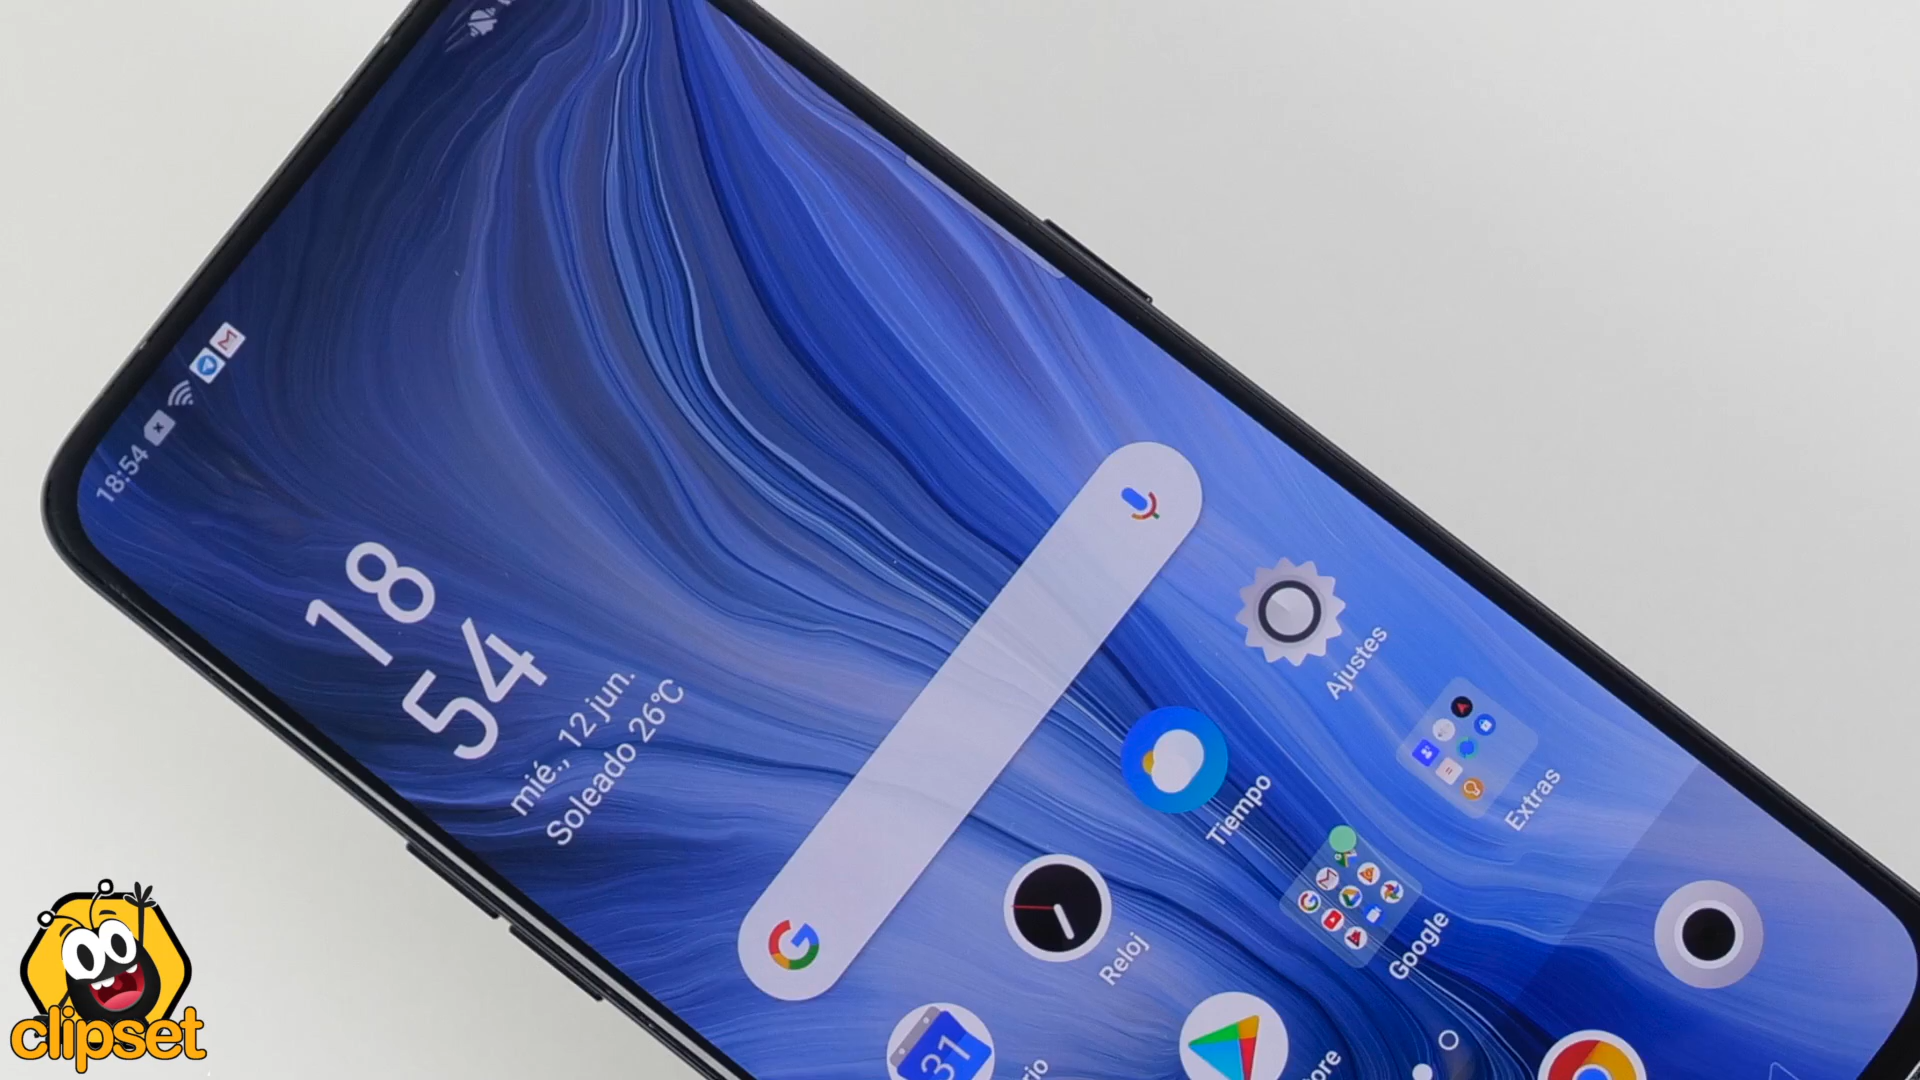 18:54
18
54
mié., 12 jun.
Soleado 26°C
Ajustes
Tiempo
Extras
Reloj
Google
31
clipset